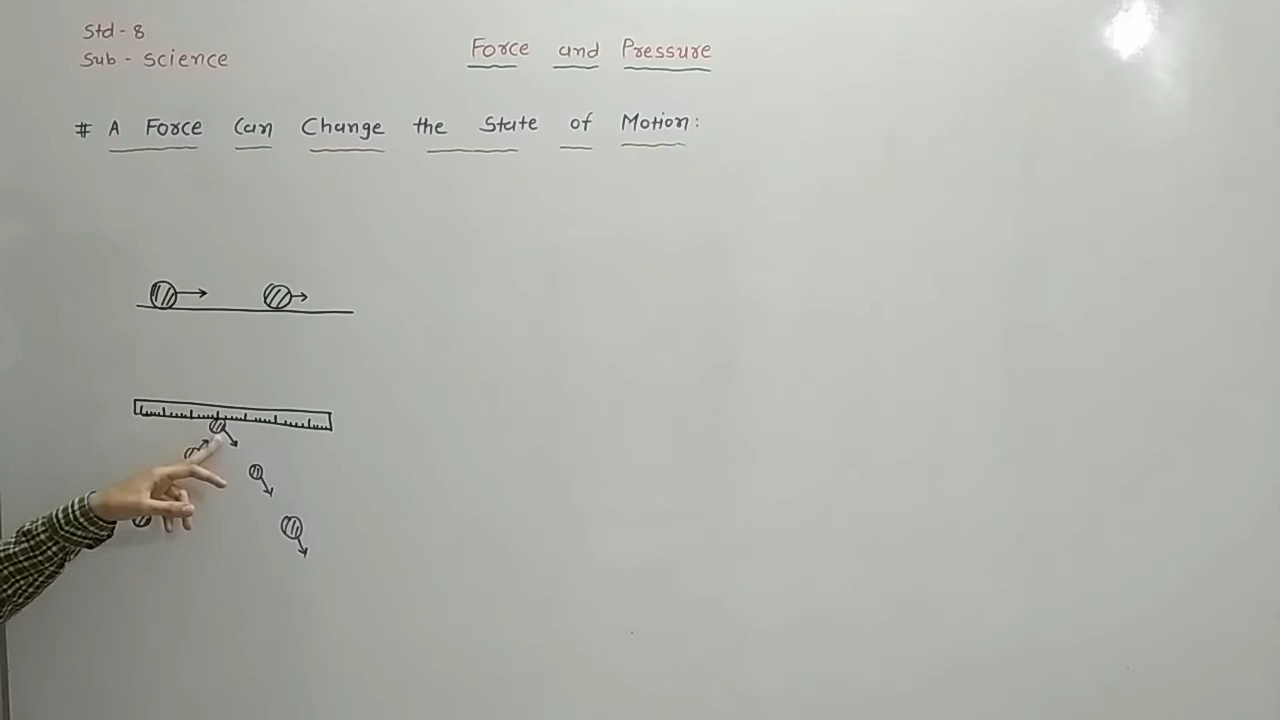 Std - 8
Sub - Science
Force and Pressure
# A Force Can Change the State of Motion: